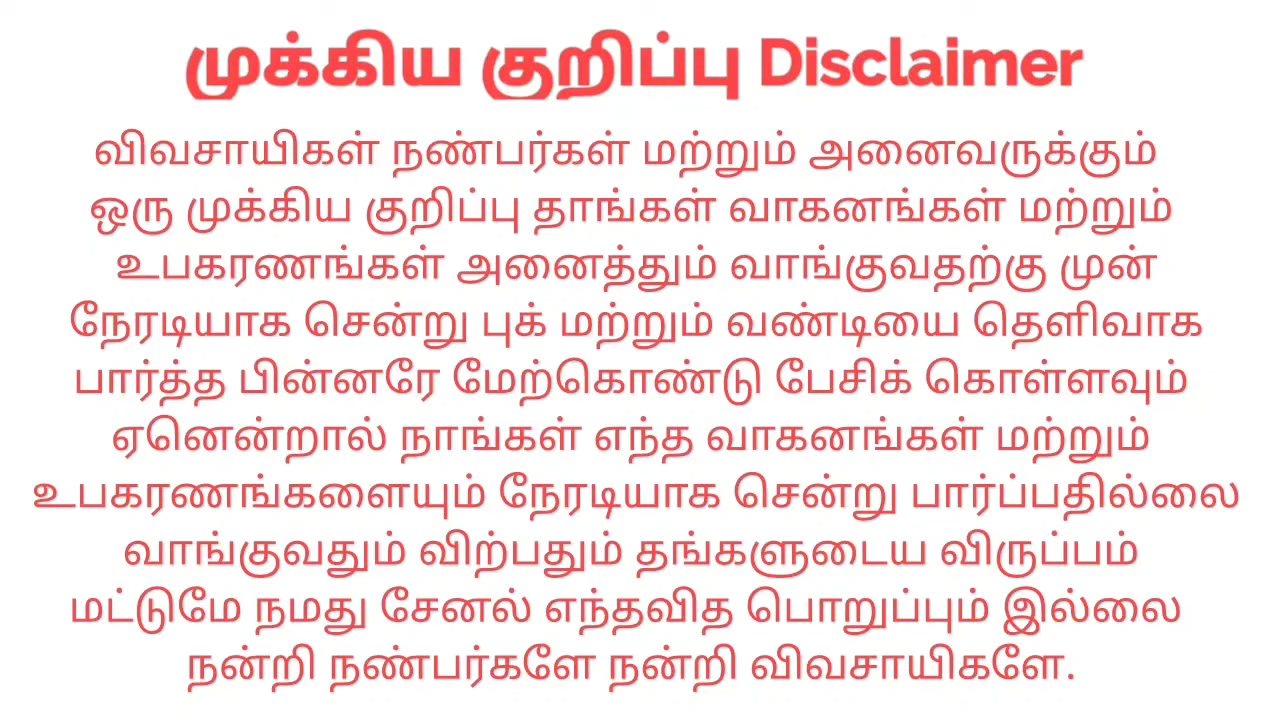 முக்கிய குறிப்பு Disclaimer
விவசாயிகள் நண்பர்கள் மற்றும் அனைவருக்கும்
ஒரு முக்கிய குறிப்பு தாங்கள் வாகனங்கள் மற்றும்
உபகரணங்கள் அனைத்தும் வாங்குவதற்கு முன்
நேரடியாக சென்று புக் மற்றும் வண்டியை தெளிவாக
பார்த்த பின்னரே மேற்கொண்டு பேசிக் கொள்ளவும்
ஏனென்றால் நாங்கள் எந்த வாகனங்கள் மற்றும்
உபகரணங்களையும் நேரடியாக சென்று பார்ப்பதில்லை
வாங்குவதும் விற்பதும் தங்களுடைய விருப்பம்
மட்டுமே நமது சேனல் எந்தவித பொறுப்பும் இல்லை
நன்றி நண்பர்களே நன்றி விவசாயிகளே.